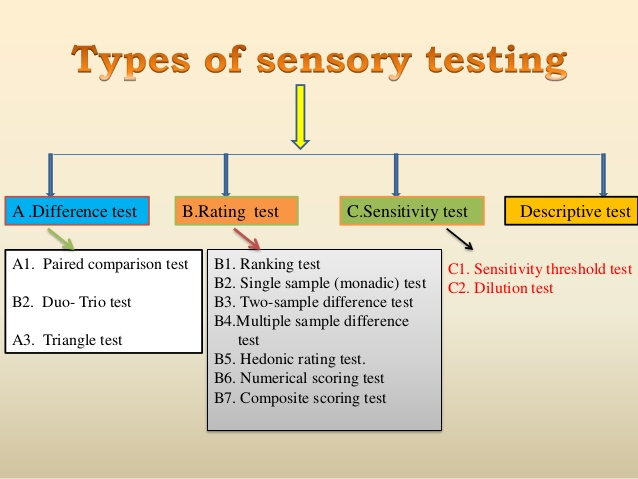 Types of sensory testing
A .Difference test
B.Rating test
C.Sensitivity test
Descriptive test
A1. Paired comparison test
B2. Duo- Trio test
A3. Triangle test
B1. Ranking test
B2. Single sample (monadic) test
B3. Two-sample difference test
B4.Multiple sample difference
test
B5. Hedonic rating test.
B6. Numerical scoring test
B7. Composite scoring test
C1. Sensitivity threshold test
C2. Dilution test